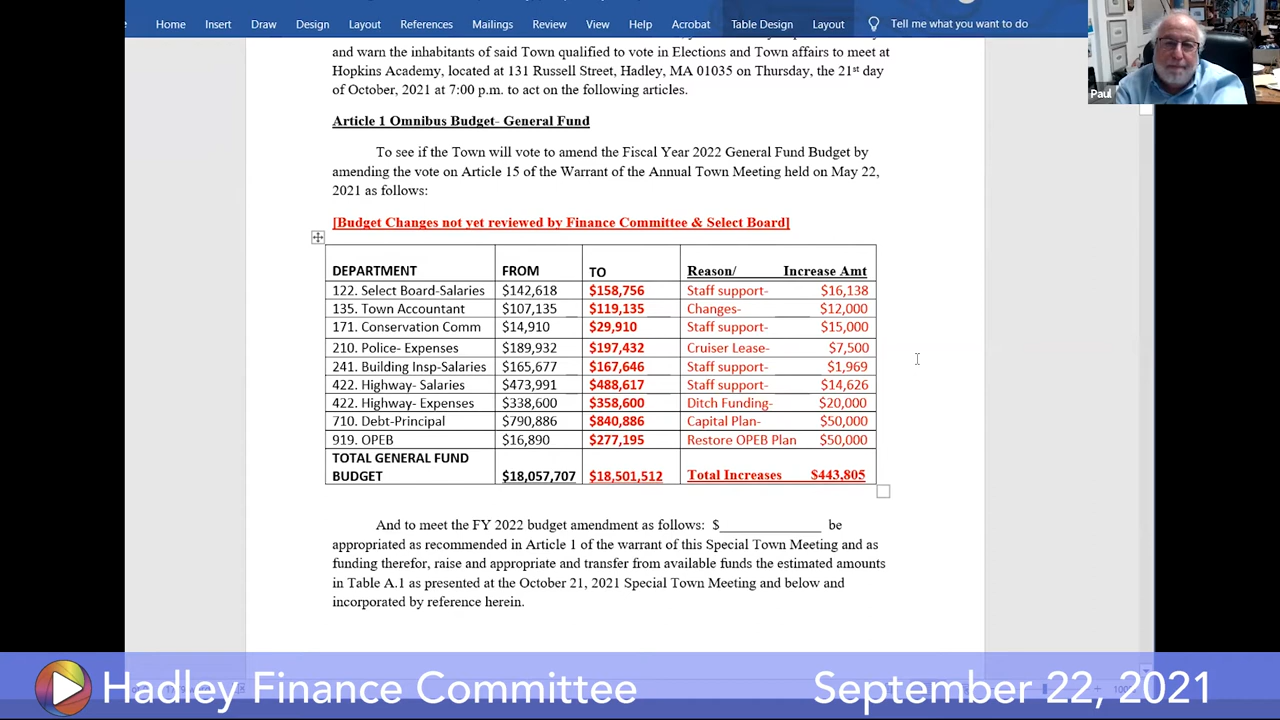 Home Insert Draw Design Layout References Mailings Review View Help Acrobat Table Design Layout Tell me what you want to do
Paul
and warn the inhabitants of said Town qualified to vote in Elections and Town affairs to meet at
Hopkins Academy, located at 131 Russell Street, Hadley, MA 01035 on Thursday, the 21st day
of October, 2021 at 7:00 p.m. to act on the following articles.
Article 1 Omnibus Budget- General Fund
To see if the Town will vote to amend the Fiscal Year 2022 General Fund Budget by
amending the vote on Article 15 of the Warrant of the Annual Town Meeting held on May 22,
2021 as follows:
[Budget Changes not yet reviewed by Finance Committee & Select Board]
DEPARTMENT FROM TO Reason/ Increase Amt
122. Select Board-Salaries $142,618 $158,756 Staff support- $16,138
135. Town Accountant $107,135 $119,135 Changes- $12,000
171. Conservation Comm $14,910 $29,910 Staff support- $15,000
210. Police- Expenses $189,932 $197,432 Cruiser Lease- $7,500
241. Building Insp-Salaries $165,677 $167,646 Staff support- $1,969
422. Highway- Salaries $473,991 $488,617 Staff support- $14,626
422. Highway- Expenses $338,600 $358,600 Ditch Funding- $20,000
710. Debt-Principal $790,886 $840,886 Capital Plan- $50,000
919. OPEB $16,890 $277,195 Restore OPEB Plan $50,000
TOTAL GENERAL FUND
BUDGET $18,057,707 $18,501,512 Total Increases $443,805
And to meet the FY 2022 budget amendment as follows: $______________ be
appropriated as recommended in Article 1 of the warrant of this Special Town Meeting and as
funding therefor, raise and appropriate and transfer from available funds the estimated amounts
in Table A.1 as presented at the October 21, 2021 Special Town Meeting and below and
incorporated by reference herein.
Hadley Finance Committee September 22, 2021